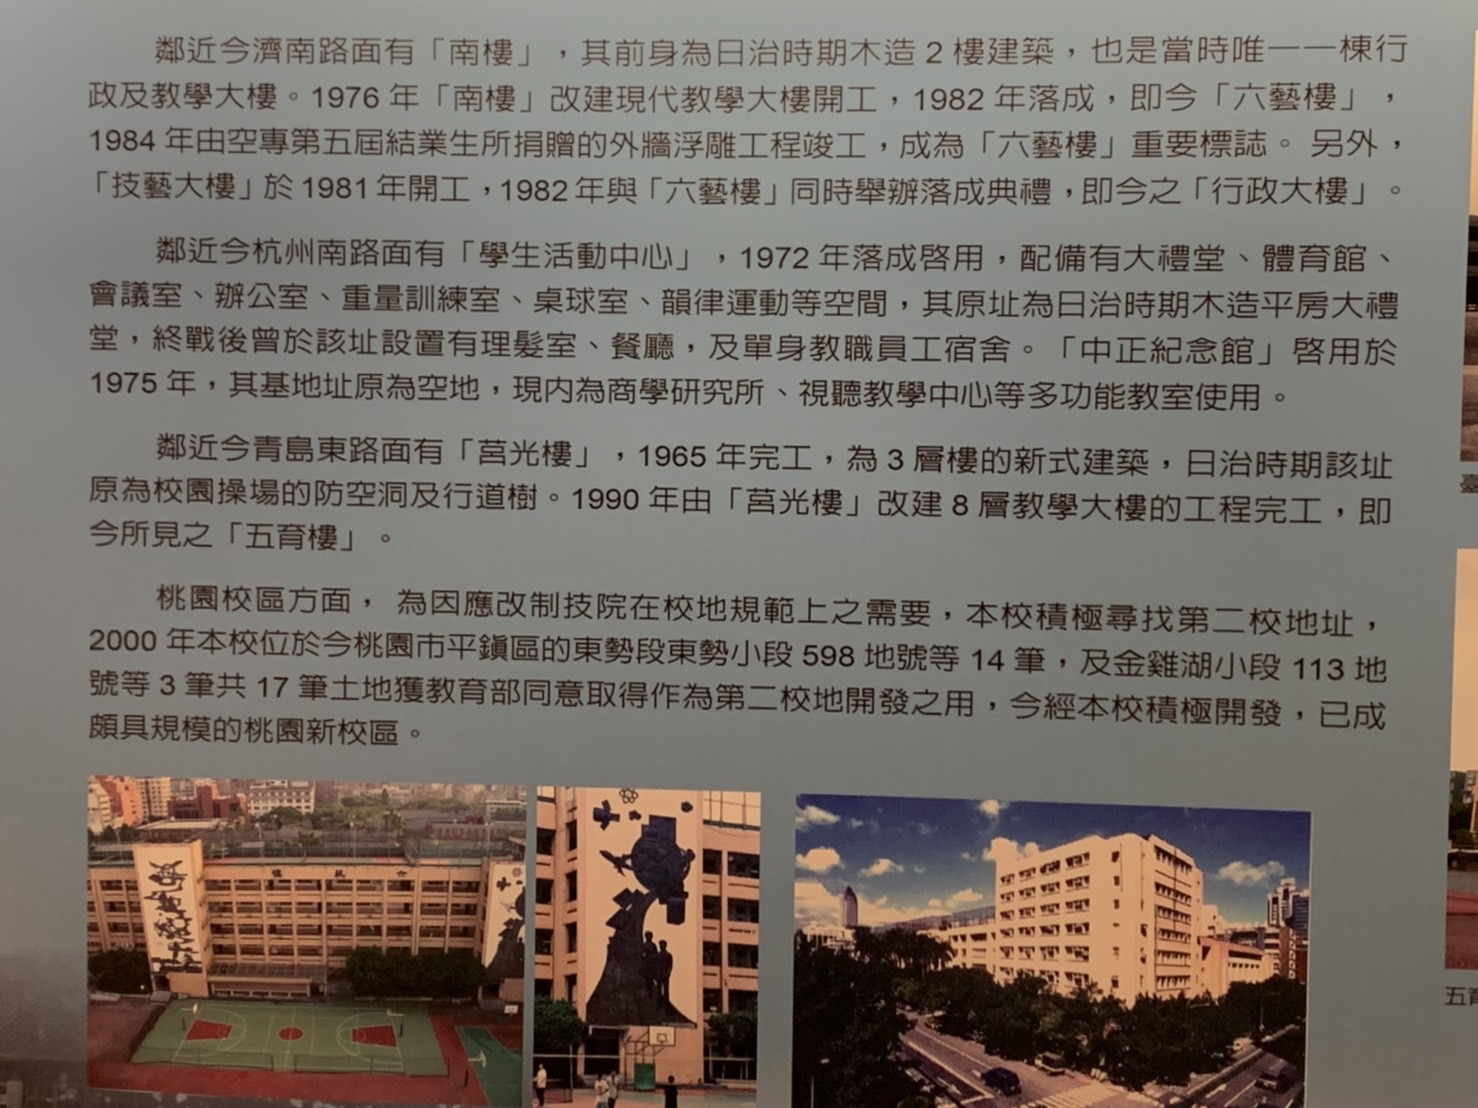 鄰近今濟南路面有「南樓」，其前身為日治時期木造 2 樓建築，也是當時唯一一棟行
政及教學大樓。1976 年「南樓」改建現代教學大樓開工，1982 年落成，即今「六藝樓」，
1984 年由空專第五屆結業生所捐贈的外牆浮雕工程竣工，成為「六藝樓」重要標誌。 另外，
「技藝大樓」於 1981 年開工，1982 年與「六藝樓」同時舉辦落成典禮，即今之「行政大樓」。
鄰近今杭州南路面有「學生活動中心」，1972 年落成啓用，配備有大禮堂、體育館、
會議室、辦公室、重量訓練室、桌球室、韻律運動等空間，其原址為日治時期木造平房大禮
堂，終戰後曾於該址設置有理髮室、餐廳，及單身教職員工宿舍。「中正紀念館」啓用於
1975 年，其基地址原為空地，現內為商學研究所、視聽教學中心等多功能教室使用。
鄰近今青島東路面有「莒光樓」，1965 年完工，為 3 層樓的新式建築，日治時期該址
原為校園操場的防空洞及行道樹。1990 年由「莒光樓」改建 8 層教學大樓的工程完工，即
今所見之「五育樓」。
桃園校區方面， 為因應改制技院在校地規範上之需要，本校積極尋找第二校地址，
2000 年本校位於今桃園市平鎮區的東勢段東勢小段 598 地號等 14 筆，及金雞湖小段 113 地
號等 3 筆共 17 筆土地獲教育部同意取得作為第二校地開發之用，今經本校積極開發，已成
頗具規模的桃園新校區。
五育